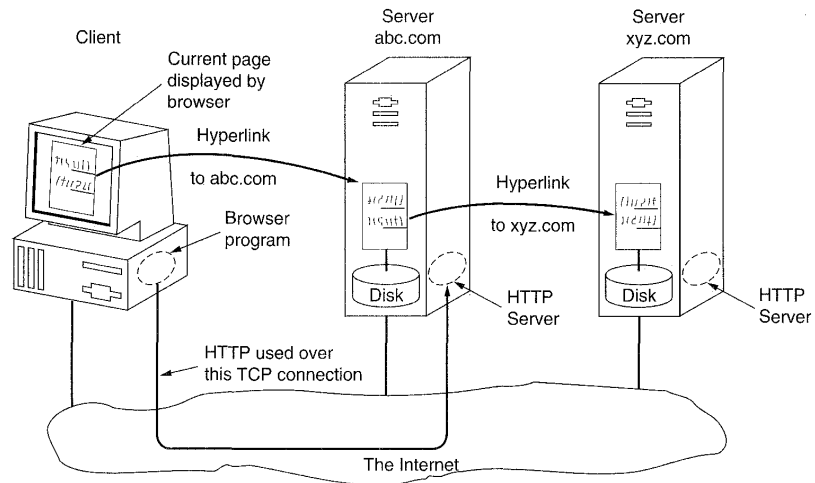 Client
Server
abc.com
Server
xyz.com
Current page
displayed by
browser
Hyperlink
to abc.com
Hyperlink
to xyz.com
Browser
program
Disk
HTTP
Server
Disk
HTTP
Server
HTTP used over
this TCP connection
The Internet